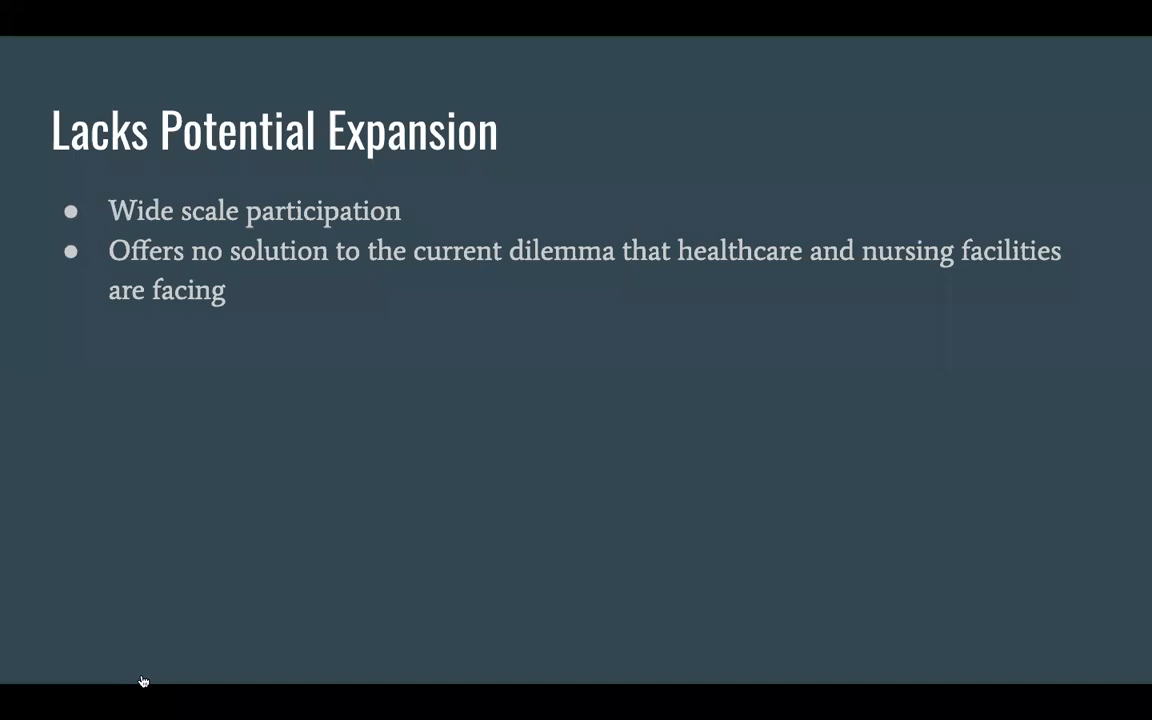 Lacks Potential Expansion
● Wide scale participation
● Offers no solution to the current dilemma that healthcare and nursing facilities
are facing